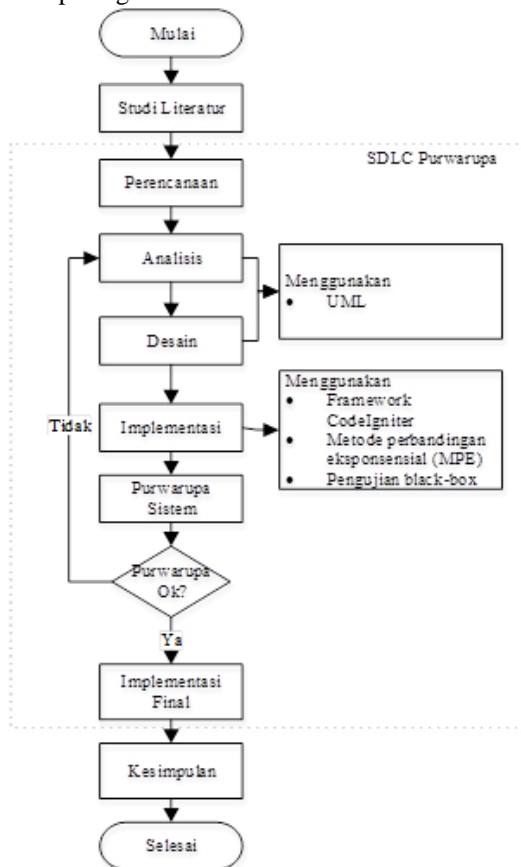 Mulai
Studi Literatur
SDLC Purwarupa
Perencanaan
Analisis
Menggunakan
• UML
Desain
Menggunakan
• Framework
CodeIgniter
• Metode perbandingan
eksponsensial (MPE)
• Pengujian black-box
Tidak
Implementasi
Purwarupa
Sistem
Purwarupa
Ok?
Ya
Implementasi
Final
Kesimpulan
Selesai